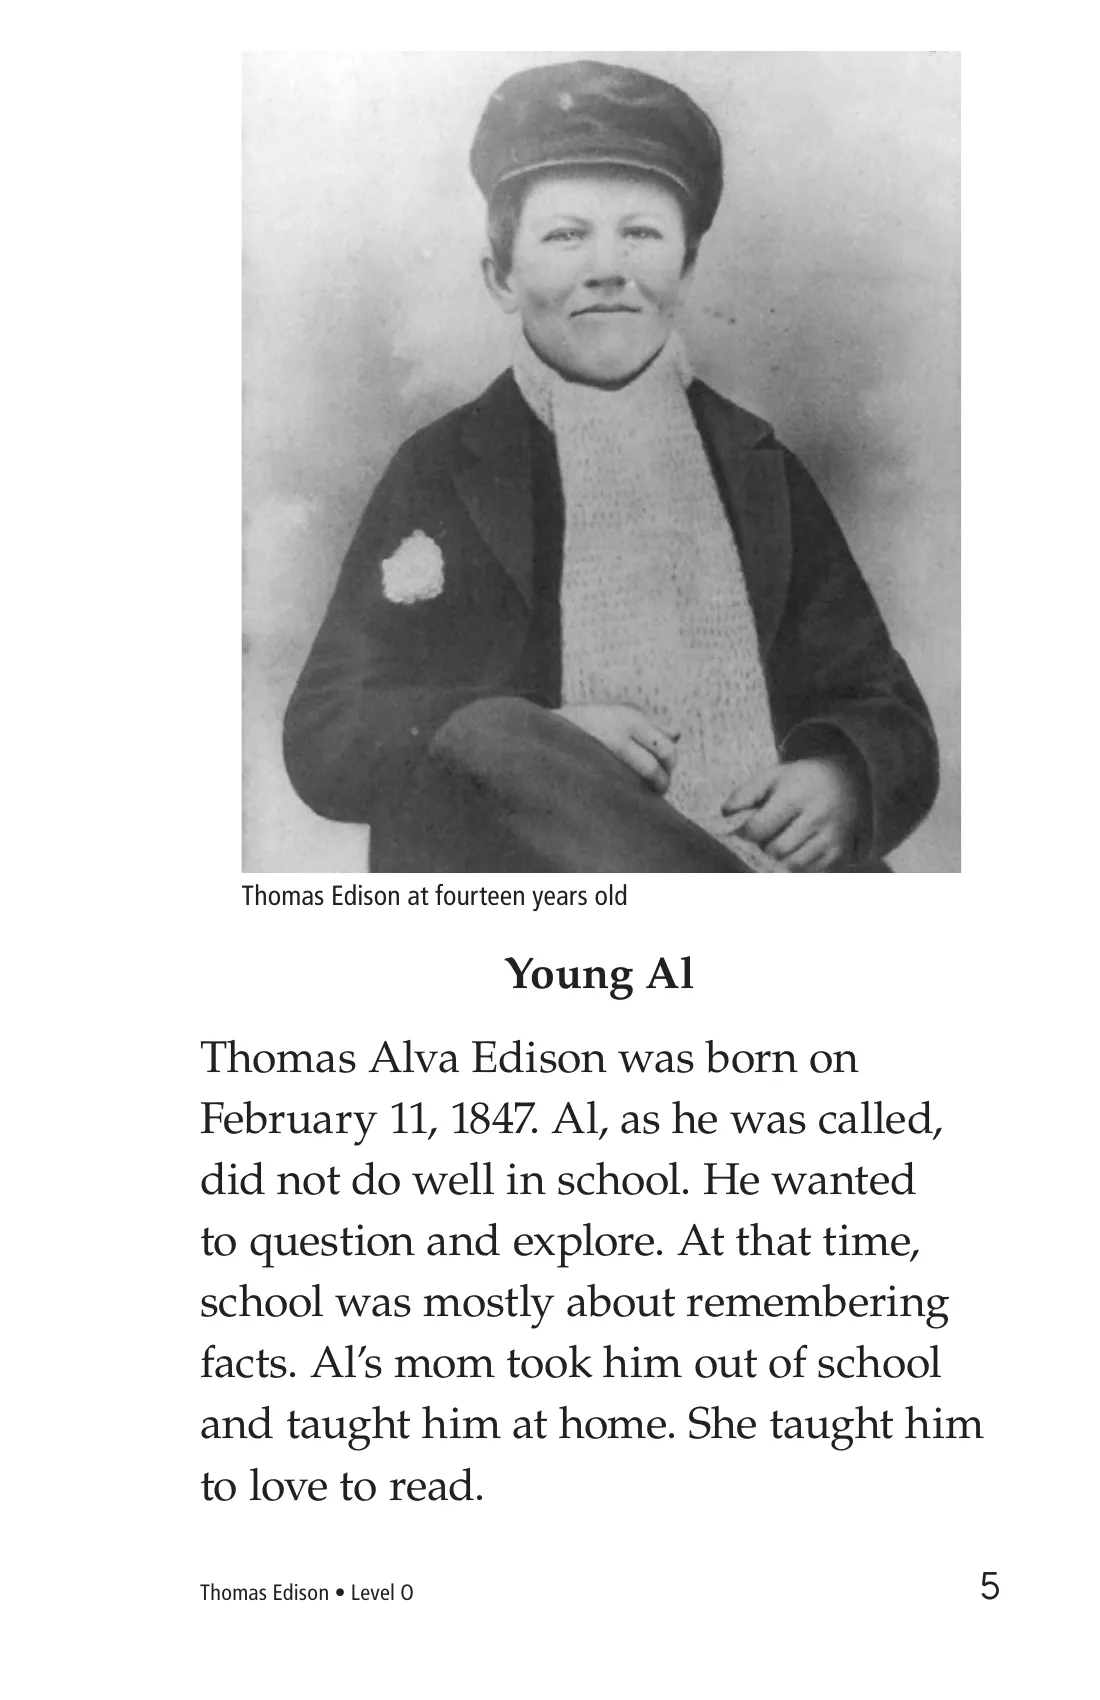 Thomas Edison at fourteen years old
Young Al
Thomas Alva Edison was born on
February 11, 1847. Al, as he was called,
did not do well in school. He wanted
to question and explore. At that time,
school was mostly about remembering
facts. Al’s mom took him out of school
and taught him at home. She taught him
to love to read.
Thomas Edison • Level O
5